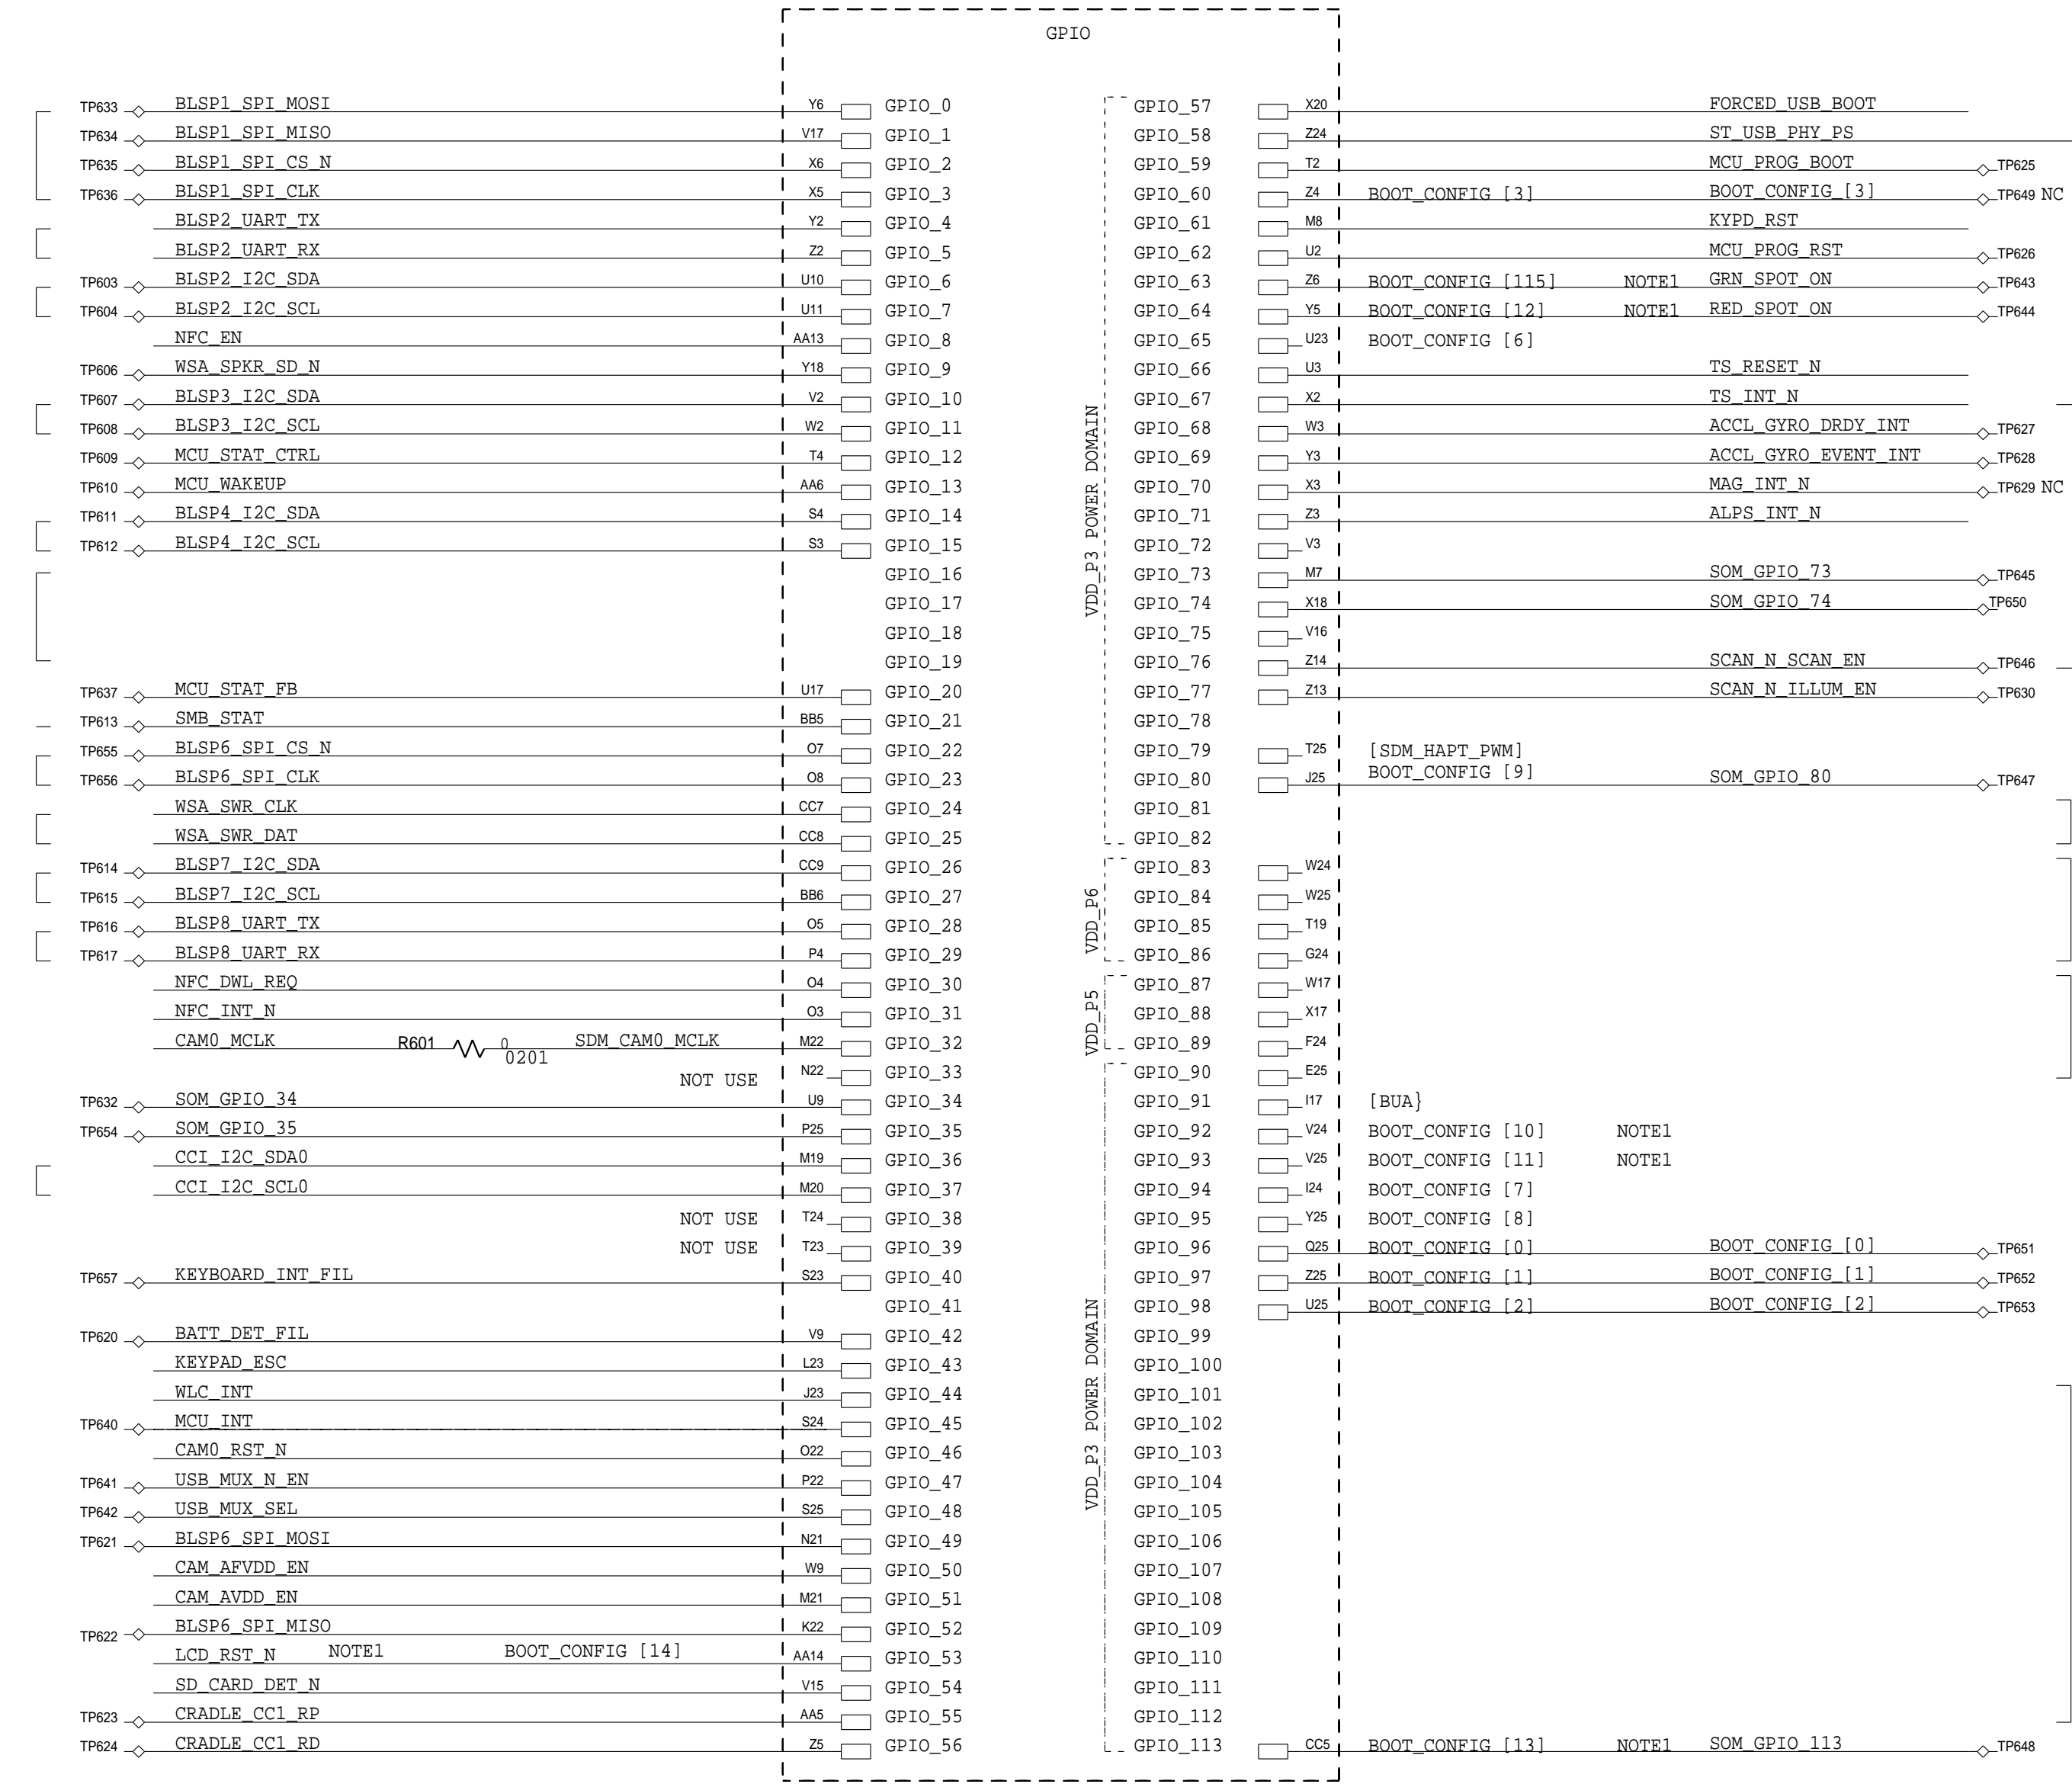 GPIO
TP633 BLSP1_SPI_MOSI Y6 GPIO_0 GPIO_57 X20 FORCED_USB_BOOT
TP634 BLSP1_SPI_MISO V17 GPIO_1 GPIO_58 Z24 ST_USB_PHY_PS
TP635 BLSP1_SPI_CS_N X6 GPIO_2 GPIO_59 T2 MCU_PROG_BOOT TP625
TP636 BLSP1_SPI_CLK X5 GPIO_3 GPIO_60 Z4 BOOT_CONFIG [3] BOOT_CONFIG_[3] TP649 NC
BLSP2_UART_TX Y2 GPIO_4 GPIO_61 M8 KYPD_RST
BLSP2_UART_RX Z2 GPIO_5 GPIO_62 U2 MCU_PROG_RST TP626
TP603 BLSP2_I2C_SDA U10 GPIO_6 GPIO_63 Z6 BOOT_CONFIG [115] NOTE1 GRN_SPOT_ON TP643
TP604 BLSP2_I2C_SCL U11 GPIO_7 GPIO_64 Y5 BOOT_CONFIG [12] NOTE1 RED_SPOT_ON TP644
NFC_EN AA13 GPIO_8 GPIO_65 U23 BOOT_CONFIG [6]
TP606 WSA_SPKR_SD_N Y18 GPIO_9 GPIO_66 U3 TS_RESET_N
TP607 BLSP3_I2C_SDA V2 GPIO_10 GPIO_67 X2 TS_INT_N
TP608 BLSP3_I2C_SCL W2 GPIO_11 GPIO_68 W3 ACCL_GYRO_DRDY_INT TP627
TP609 MCU_STAT_CTRL T4 GPIO_12 GPIO_69 Y3 ACCL_GYRO_EVENT_INT TP628
TP610 MCU_WAKEUP AA6 GPIO_13 GPIO_70 X3 MAG_INT_N TP629 NC
TP611 BLSP4_I2C_SDA S4 GPIO_14 GPIO_71 Z3 ALPS_INT_N
TP612 BLSP4_I2C_SCL S3 GPIO_15 GPIO_72 V3
VDD_P3 POWER DOMAIN
GPIO_16 GPIO_73 M7 SOM_GPIO_73 TP645
GPIO_17 GPIO_74 X18 SOM_GPIO_74 TP650
GPIO_18 GPIO_75 V16
GPIO_19 GPIO_76 Z14 SCAN_N_SCAN_EN TP646
TP637 MCU_STAT_FB U17 GPIO_20 GPIO_77 Z13 SCAN_N_ILLUM_EN TP630
TP613 SMB_STAT BB5 GPIO_21 GPIO_78
TP655 BLSP6_SPI_CS_N O7 GPIO_22 GPIO_79 T25 [SDM_HAPT_PWM]
TP656 BLSP6_SPI_CLK O8 GPIO_23 GPIO_80 J25 BOOT_CONFIG [9] SOM_GPIO_80 TP647
WSA_SWR_CLK CC7 GPIO_24 GPIO_81
WSA_SWR_DAT CC8 GPIO_25 GPIO_82
TP614 BLSP7_I2C_SDA CC9 GPIO_26 GPIO_83 W24
TP615 BLSP7_I2C_SCL BB6 GPIO_27 GPIO_84 W25
VDD_P6
TP616 BLSP8_UART_TX O5 GPIO_28 GPIO_85 T19
TP617 BLSP8_UART_RX P4 GPIO_29 GPIO_86 G24
NFC_DWL_REQ O4 GPIO_30 GPIO_87 W17
NFC_INT_N O3 GPIO_31 GPIO_88 X17
VDD_P5
CAM0_MCLK R601 0 0201 SDM_CAM0_MCLK M22 GPIO_32 GPIO_89 F24
NOT USE N22 GPIO_33 GPIO_90 E25
TP632 SOM_GPIO_34 U9 GPIO_34 GPIO_91 I17 [BUA}
TP654 SOM_GPIO_35 P25 GPIO_35 GPIO_92 V24 BOOT_CONFIG [10] NOTE1
CCI_I2C_SDA0 M19 GPIO_36 GPIO_93 V25 BOOT_CONFIG [11] NOTE1
CCI_I2C_SCL0 M20 GPIO_37 GPIO_94 I24 BOOT_CONFIG [7]
NOT USE T24 GPIO_38 GPIO_95 Y25 BOOT_CONFIG [8]
NOT USE T23 GPIO_39 GPIO_96 Q25 BOOT_CONFIG [0] BOOT_CONFIG_[0] TP651
TP657 KEYBOARD_INT_FIL S23 GPIO_40 GPIO_97 Z25 BOOT_CONFIG [1] BOOT_CONFIG_[1] TP652
GPIO_41 GPIO_98 U25 BOOT_CONFIG [2] BOOT_CONFIG_[2] TP653
TP620 BATT_DET_FIL V9 GPIO_42 GPIO_99
KEYPAD_ESC L23 GPIO_43 GPIO_100
WLC_INT J23 GPIO_44 GPIO_101
VDD_P3 POWER DOMAIN
TP640 MCU_INT S24 GPIO_45 GPIO_102
CAM0_RST_N O22 GPIO_46 GPIO_103
TP641 USB_MUX_N_EN P22 GPIO_47 GPIO_104
TP642 USB_MUX_SEL S25 GPIO_48 GPIO_105
TP621 BLSP6_SPI_MOSI N21 GPIO_49 GPIO_106
CAM_AFVDD_EN W9 GPIO_50 GPIO_107
CAM_AVDD_EN M21 GPIO_51 GPIO_108
TP622 BLSP6_SPI_MISO K22 GPIO_52 GPIO_109
LCD_RST_N NOTE1 BOOT_CONFIG [14] AA14 GPIO_53 GPIO_110
SD_CARD_DET_N V15 GPIO_54 GPIO_111
TP623 CRADLE_CC1_RP AA5 GPIO_55 GPIO_112
TP624 CRADLE_CC1_RD Z5 GPIO_56 GPIO_113 CC5 BOOT_CONFIG [13] NOTE1 SOM_GPIO_113 TP648